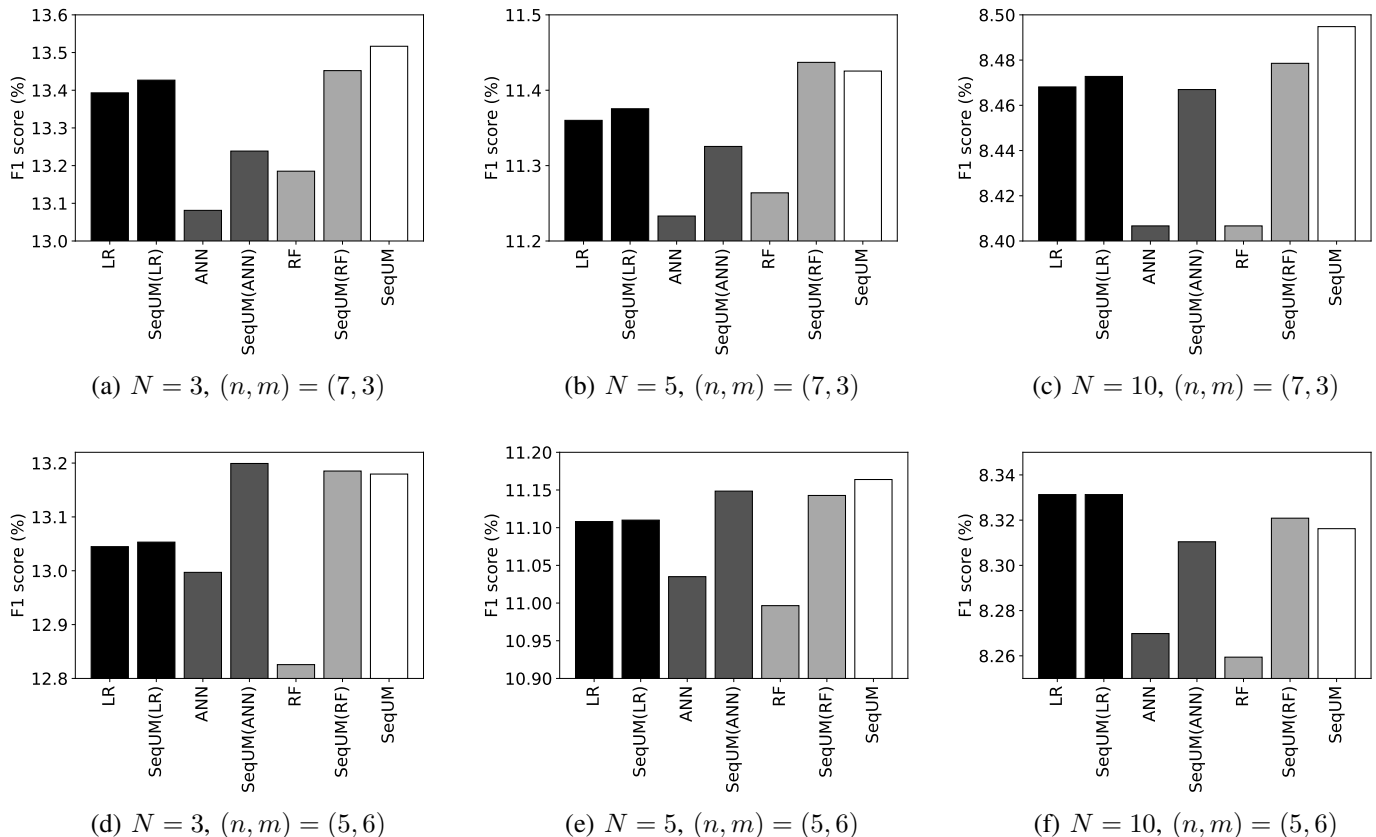 13.6
13.5
13.4
13.3
13.2
13.1
13.0
F1 score (%)
LR
SeqUM(LR)
ANN
SeqUM(ANN)
RF
SeqUM(RF)
SeqUM
(a) N = 3, (n, m) = (7, 3)
11.5
11.4
11.3
11.2
F1 score (%)
LR
SeqUM(LR)
ANN
SeqUM(ANN)
RF
SeqUM(RF)
SeqUM
(b) N = 5, (n, m) = (7, 3)
8.50
8.48
8.46
8.44
8.42
8.40
F1 score (%)
LR
SeqUM(LR)
ANN
SeqUM(ANN)
RF
SeqUM(RF)
SeqUM
(c) N = 10, (n, m) = (7, 3)
13.2
13.1
13.0
12.9
12.8
F1 score (%)
LR
SeqUM(LR)
ANN
SeqUM(ANN)
RF
SeqUM(RF)
SeqUM
(d) N = 3, (n, m) = (5, 6)
11.20
11.15
11.10
11.05
11.00
10.95
10.90
F1 score (%)
LR
SeqUM(LR)
ANN
SeqUM(ANN)
RF
SeqUM(RF)
SeqUM
(e) N = 5, (n, m) = (5, 6)
8.34
8.32
8.30
8.28
8.26
F1 score (%)
LR
SeqUM(LR)
ANN
SeqUM(ANN)
RF
SeqUM(RF)
SeqUM
(f) N = 10, (n, m) = (5, 6)